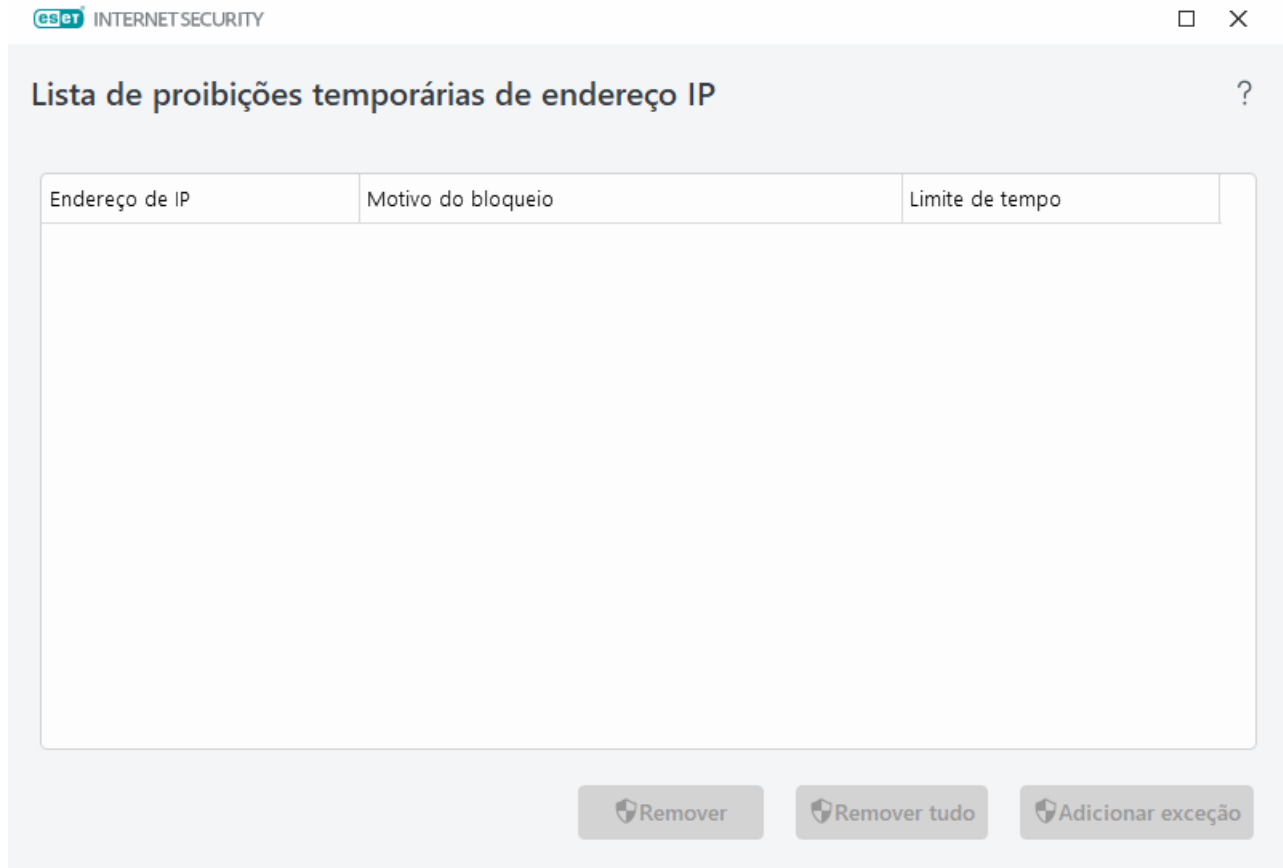 eset INTERNET SECURITY
Lista de proibições temporárias de endereço IP ?
Endereço de IP Motivo do bloqueio Limite de tempo
Remover Remover tudo Adicionar exceção